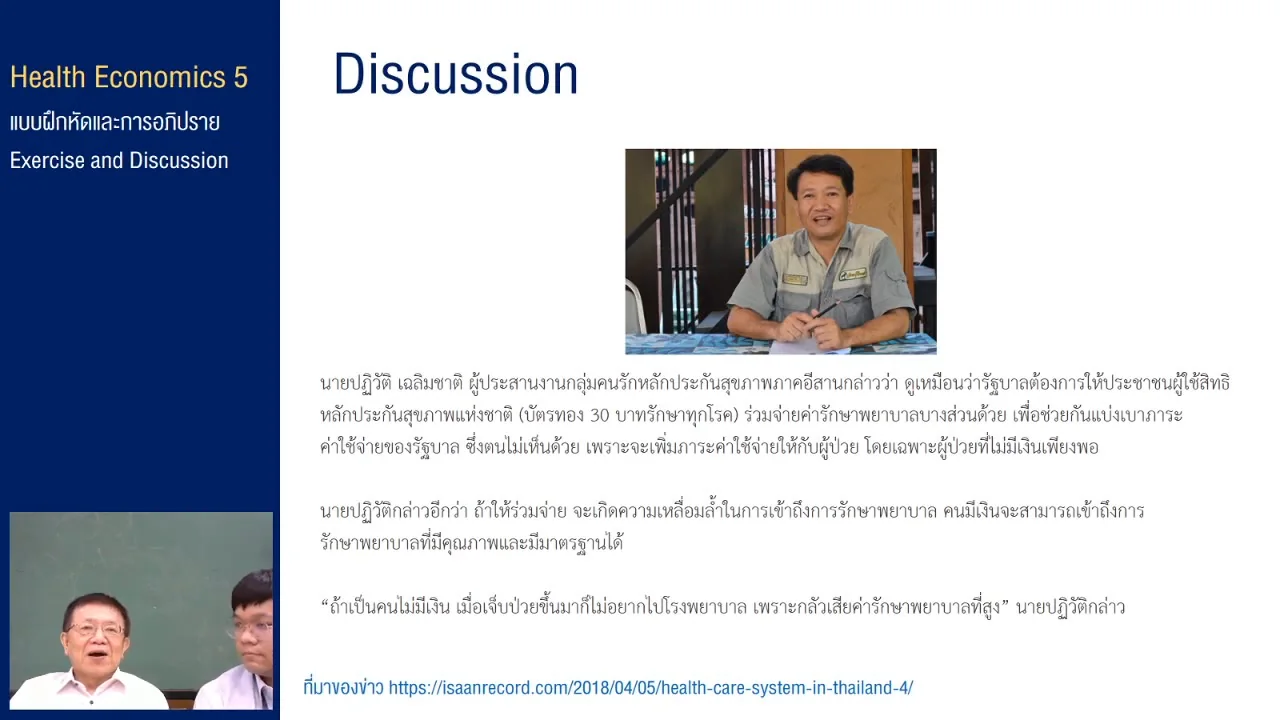 Health Economics 5
แบบฝึกหัดและการอภิปราย
Exercise and Discussion
Discussion
นายปฏิวัติ เฉลิมชาติ ผู้ประสานงานกลุ่มคนรักหลักประกันสุขภาพภาคอีสานกล่าวว่า ดูเหมือนว่ารัฐบาลต้องการให้ประชาชนผู้ใช้สิทธิ
หลักประกันสุขภาพแห่งชาติ (บัตรทอง 30 บาทรักษาทุกโรค) ร่วมจ่ายค่ารักษาพยาบาลบางส่วนด้วย เพื่อช่วยกันแบ่งเบาภาระ
ค่าใช้จ่ายของรัฐบาล ซึ่งตนไม่เห็นด้วย เพราะจะเพิ่มภาระค่าใช้จ่ายให้กับผู้ป่วย โดยเฉพาะผู้ป่วยที่ไม่มีเงินเพียงพอ
นายปฏิวัติกล่าวอีกว่า ถ้าให้ร่วมจ่าย จะเกิดความเหลื่อมล้ำในการเข้าถึงการรักษาพยาบาล คนมีเงินจะสามารถเข้าถึงการ
รักษาพยาบาลที่มีคุณภาพและมีมาตรฐานได้
“ถ้าเป็นคนไม่มีเงิน เมื่อเจ็บป่วยขึ้นมาก็ไม่อยากไปโรงพยาบาล เพราะกลัวเสียค่ารักษาพยาบาลที่สูง” นายปฏิวัติกล่าว
ที่มาของข่าว https://isaanrecord.com/2018/04/05/health-care-system-in-thailand-4/